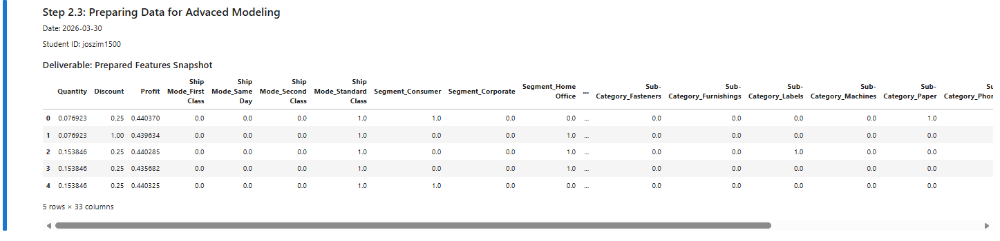 Step 2.3: Preparing Data for Advaced Modeling
Date: 2026-03-30
Student ID: joszim1500
Deliverable: Prepared Features Snapshot
Quantity Discount Profit Ship Mode_First Class Ship Mode_Same Day Ship Mode_Second Class Ship Mode_Standard Class Segment_Consumer Segment_Corporate Segment_Home Office ... Sub-Category_Fasteners Sub-Category_Furnishings Sub-Category_Labels Sub-Category_Machines Sub-Category_Paper
0 0.076923 0.25 0.440370 0.0 0.0 0.0 1.0 1.0 0.0 0.0 ... 0.0 0.0 0.0 0.0 1.0
1 0.076923 1.00 0.439634 0.0 0.0 0.0 1.0 0.0 0.0 1.0 ... 0.0 0.0 0.0 0.0 0.0
2 0.153846 0.25 0.440285 0.0 0.0 0.0 1.0 0.0 0.0 1.0 ... 0.0 0.0 1.0 0.0 0.0
3 0.153846 0.25 0.435682 0.0 0.0 0.0 1.0 0.0 0.0 1.0 ... 0.0 0.0 0.0 0.0 0.0
4 0.153846 0.25 0.440325 0.0 0.0 0.0 1.0 1.0 0.0 0.0 ... 0.0 0.0 0.0 0.0 0.0
5 rows × 33 columns